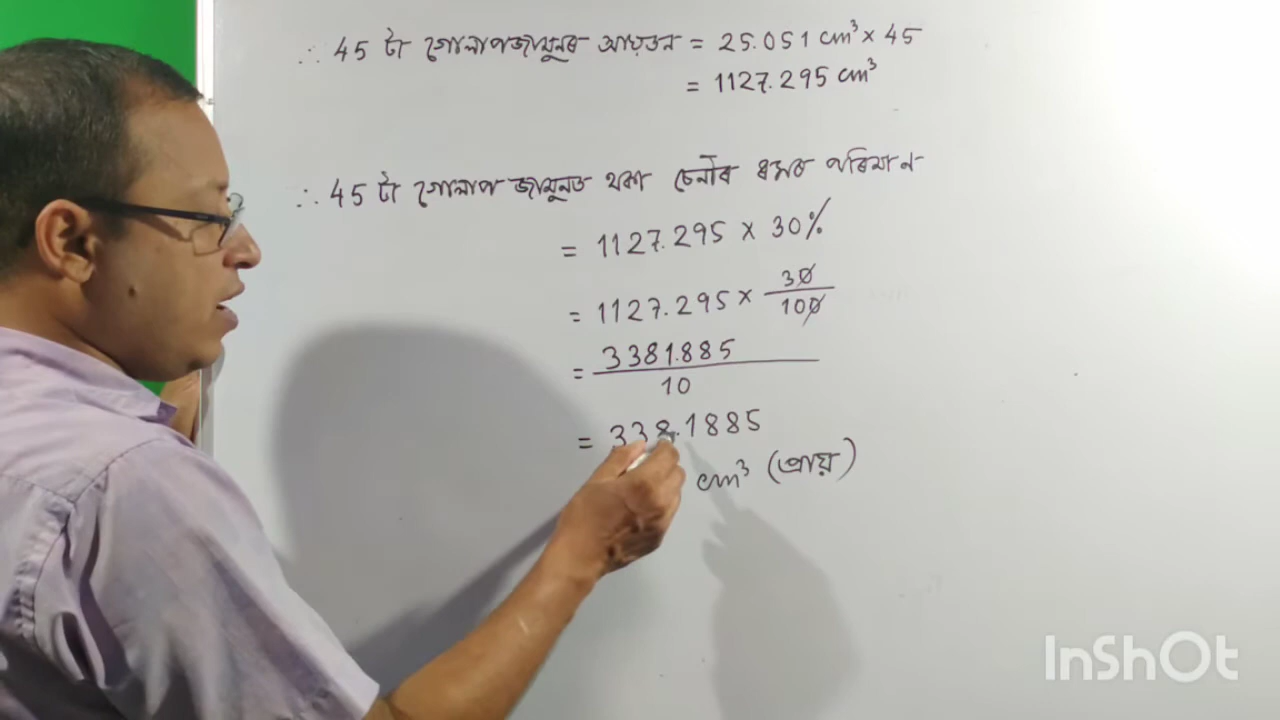 ∴ 45 টা গোলাপজামুনৰ আয়তন = 25.051 cm³ × 45
= 1127.295 cm³
∴ 45 টা গোলাপ জামুনত থকা চেনীৰ ৰসৰ পৰিমান
= 1127.295 × 30%
= 1127.295 × 30/100
= 3381.885/10
= 338.1885
cm³ (প্ৰায়)
InShOt